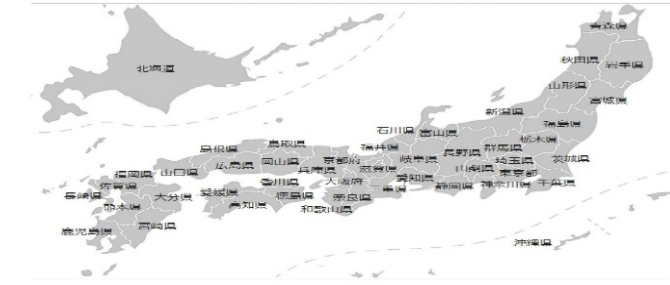 青森県
北海道
秋田県
岩手県
山形県
宮城県
新潟県
石川県
富山県
福島県
栃木県
福井県
鳥取県
島根県
長野県
群馬県
岐阜県
茨城県
埼玉県
京都府
広島県
岡山県
兵庫県
滋賀県
山梨県
東京都
山口県
福岡県
愛知県
香川県
大阪府
静岡県
神奈川県
千葉県
佐賀県
三重県
長崎県
愛媛県
徳島県
奈良県
大分県
熊本県
高知県
和歌山県
宮崎県
鹿児島県
沖縄県